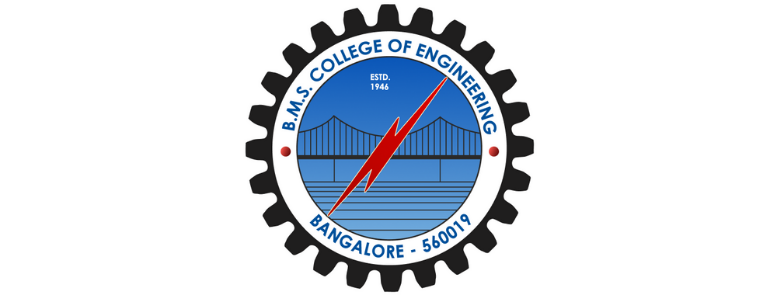 B.M.S. COLLEGE OF ENGINEERING
ESTD.
1946
BANGALORE - 560019